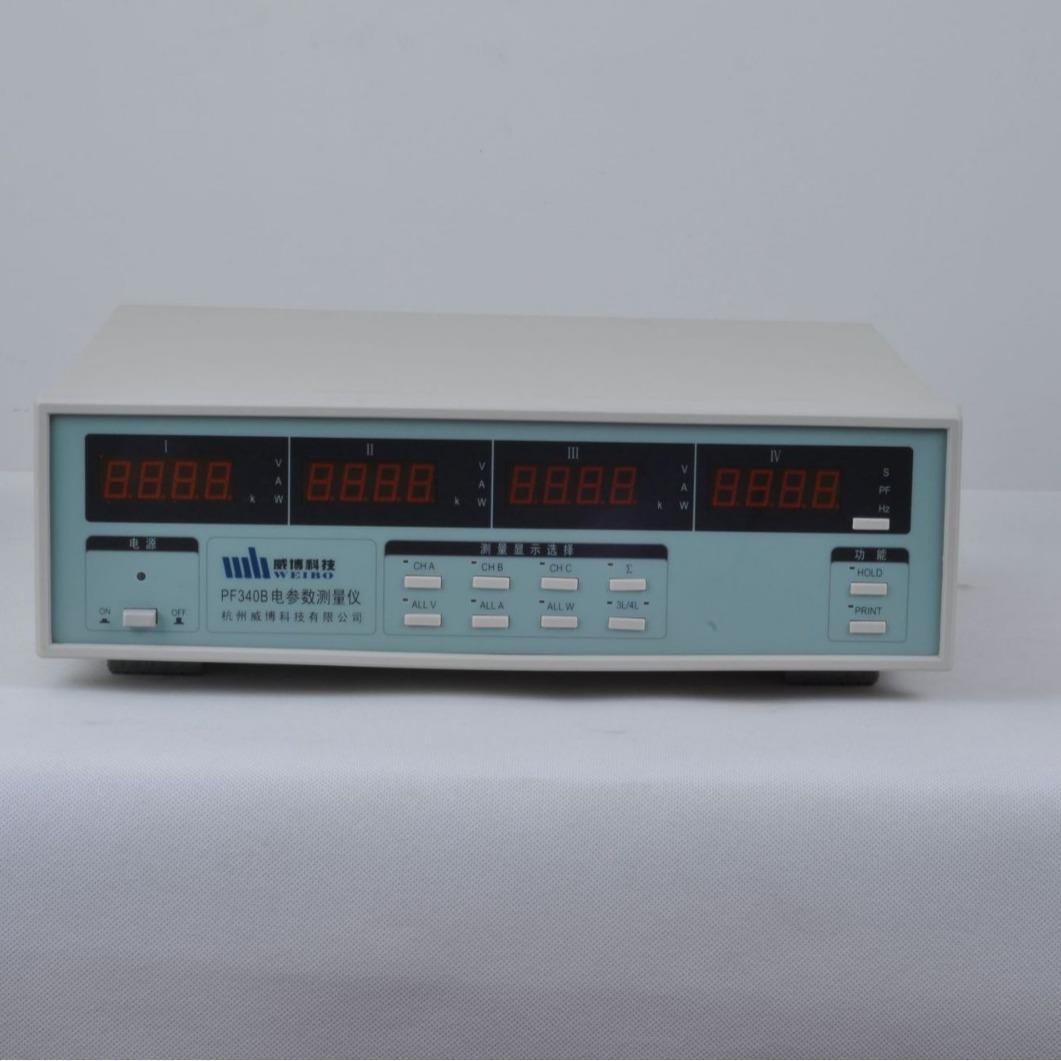 I
II
III
IV
8.8.8.8.
8.8.8.8.
8.8.8.8.
8.8.8.8.
k
V
A
W
k
V
A
W
k
V
A
W
S
PF
Hz
电源
ON
OFF
威博科技
WEIBO
PF340B电参数测量仪
杭州威博科技有限公司
测量显示选择
CH A
CH B
CH C
Σ
ALL V
ALL A
ALL W
3L/4L
功能
HOLD
PRINT